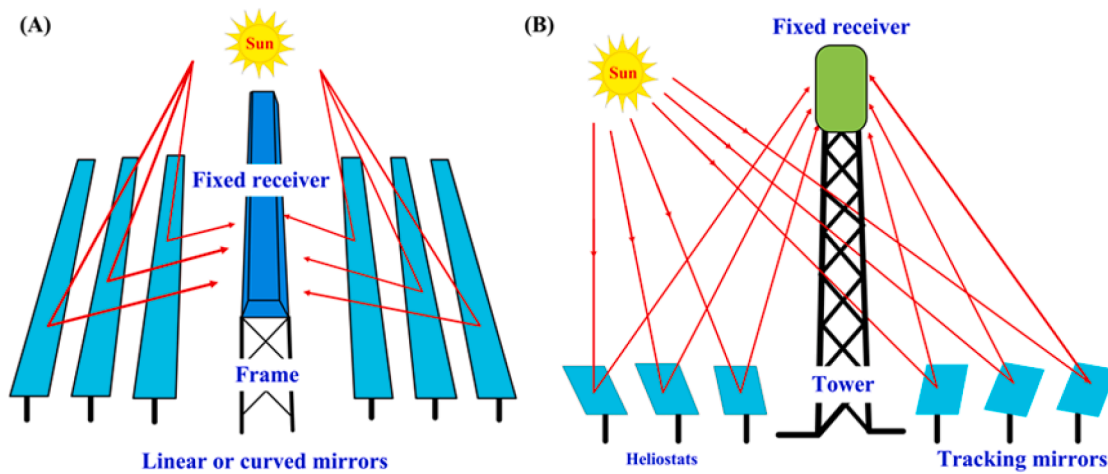 (A)
Sun
Fixed receiver
Frame
Linear or curved mirrors
(B)
Fixed receiver
Sun
Tower
Heliostats
Tracking mirrors